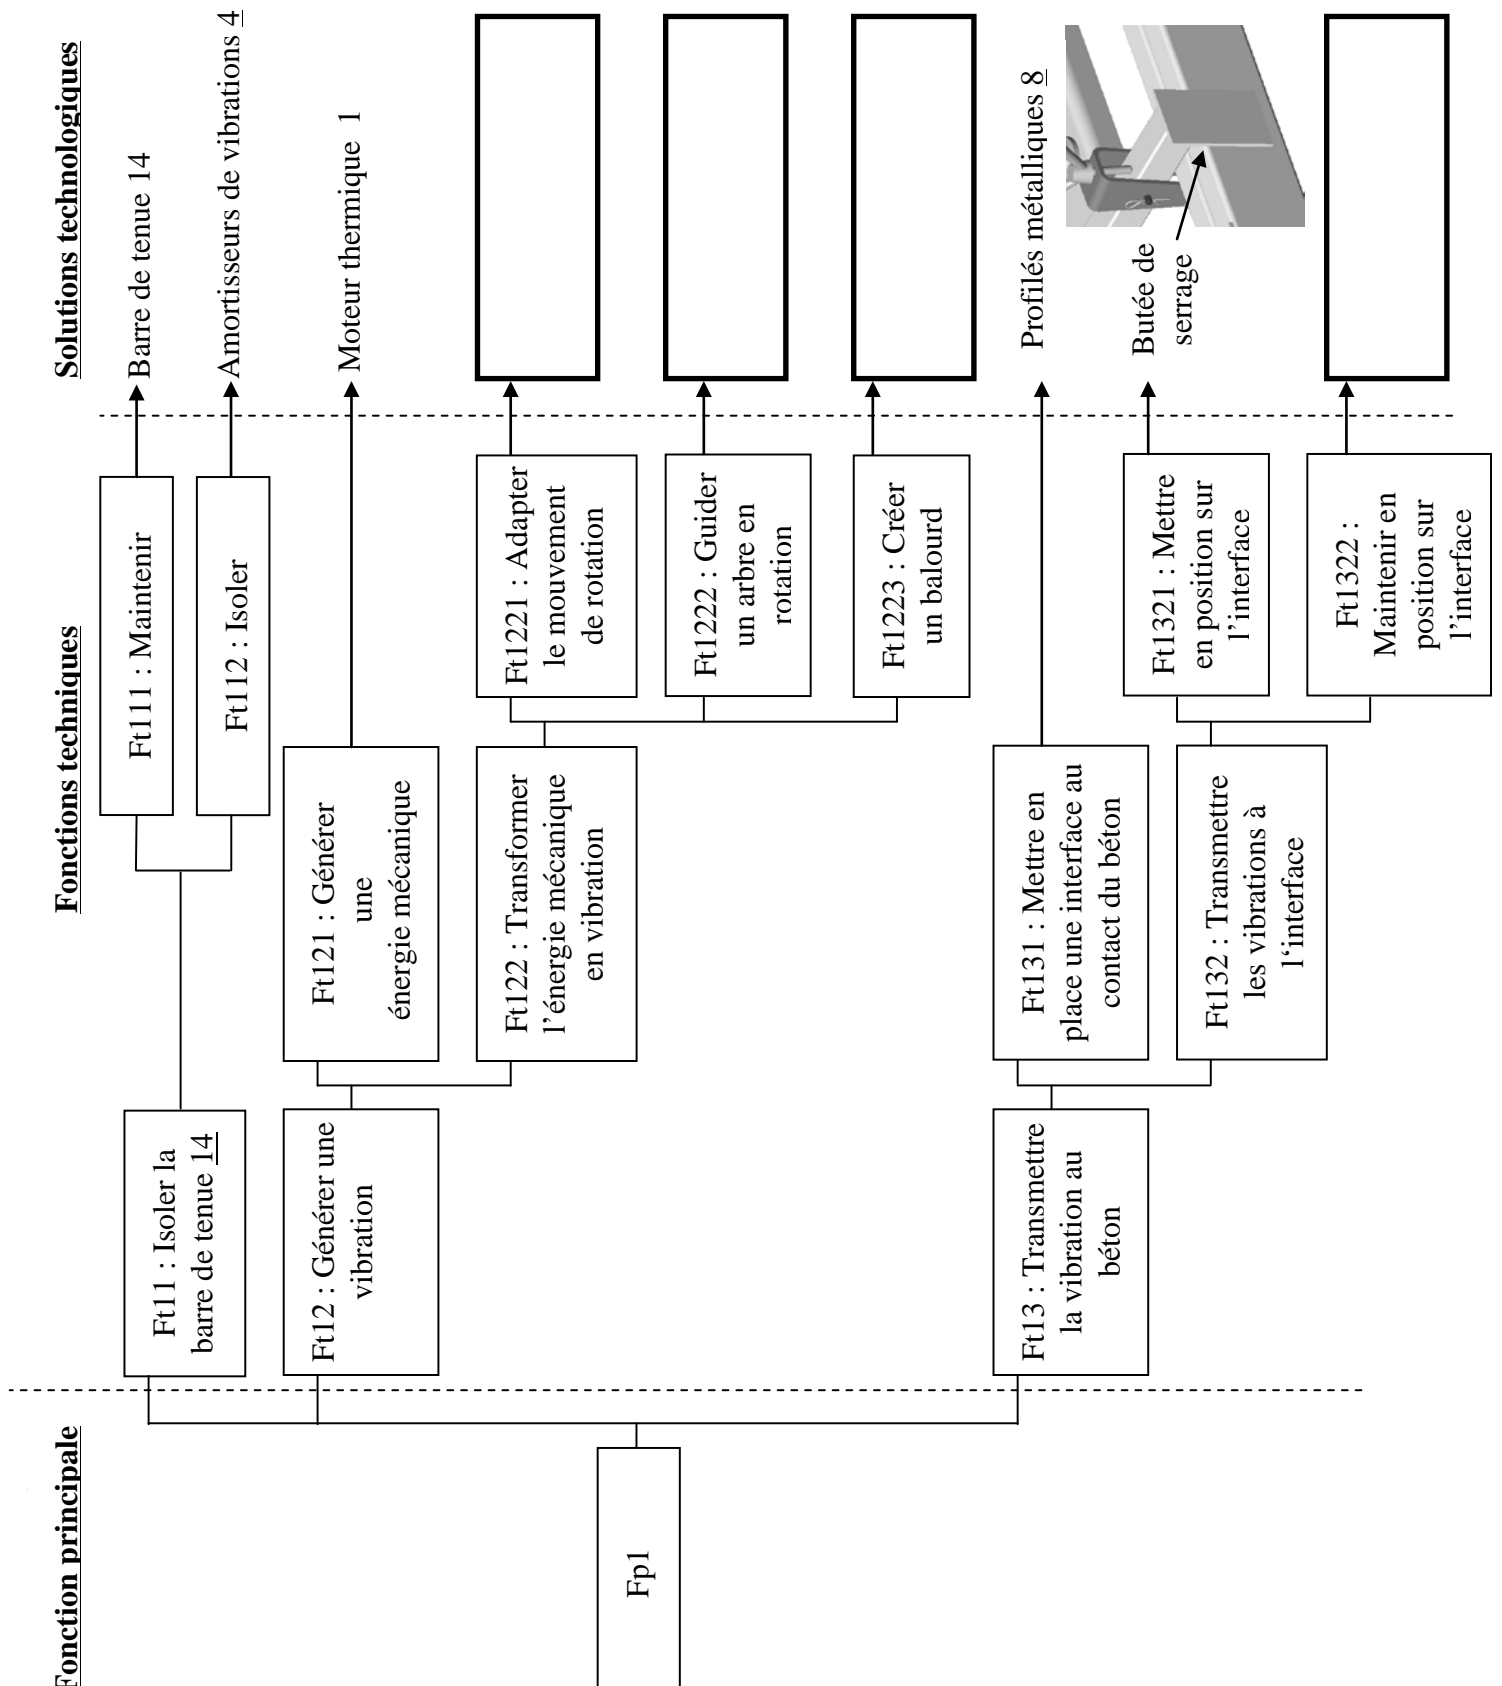 Fonction principale
Fonctions techniques
Solutions technologiques
Fp1
Ft11 : Isoler la
barre de tenue 14
Ft111 : Maintenir
Barre de tenue 14
Ft112 : Isoler
Amortisseurs de vibrations 4
Ft12 : Générer une
vibration
Ft121 : Générer
une
énergie mécanique
Moteur thermique 1
Ft122 : Transformer
l’énergie mécanique
en vibration
Ft1221 : Adapter
le mouvement
de rotation
Ft1222 : Guider
un arbre en
rotation
Ft1223 : Créer
un balourd
Ft13 : Transmettre
la vibration au
béton
Ft131 : Mettre en
place une interface au
contact du béton
Profilés métalliques 8
Ft132 : Transmettre
les vibrations à
l‘interface
Ft1321 : Mettre
en position sur
l’interface
Butée de
serrage
Ft1322 :
Maintenir en
position sur
l’interface